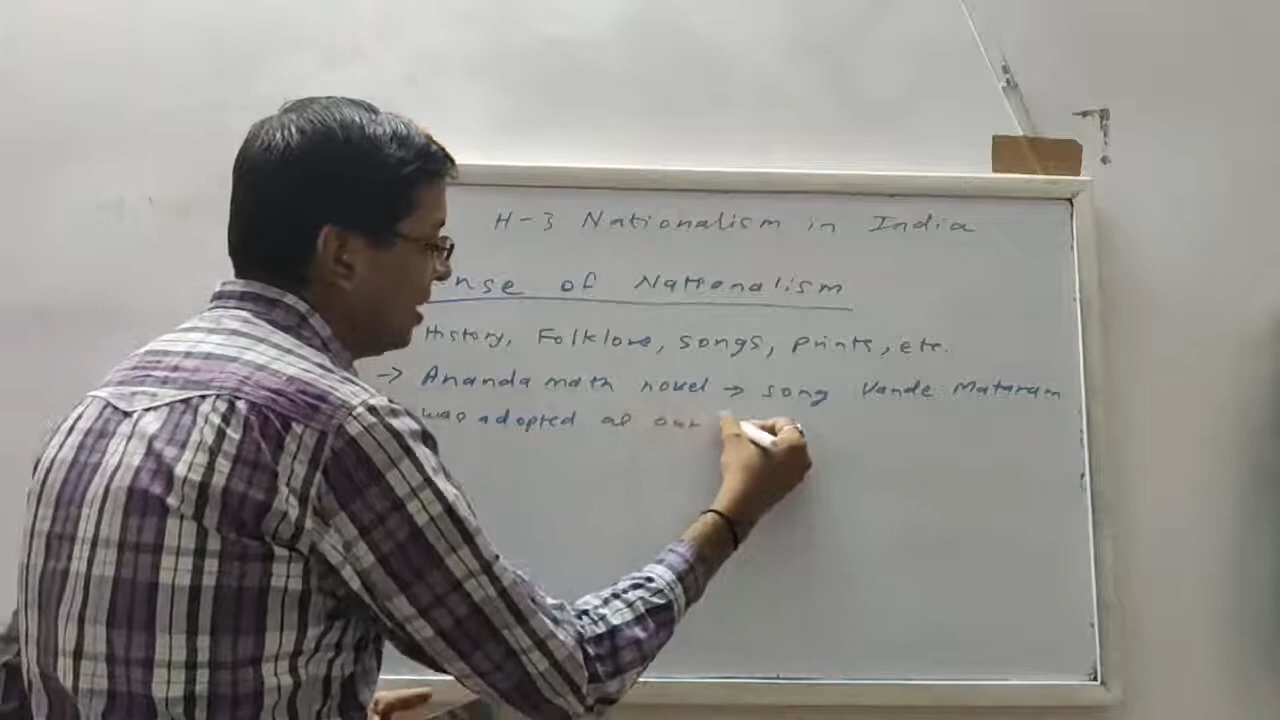 H-3 Nationalism in India
nse of Nationalism
History, Folklore, songs, prints, etc.
→ Anandamath novel → song Vande Mataram
was adopted as our